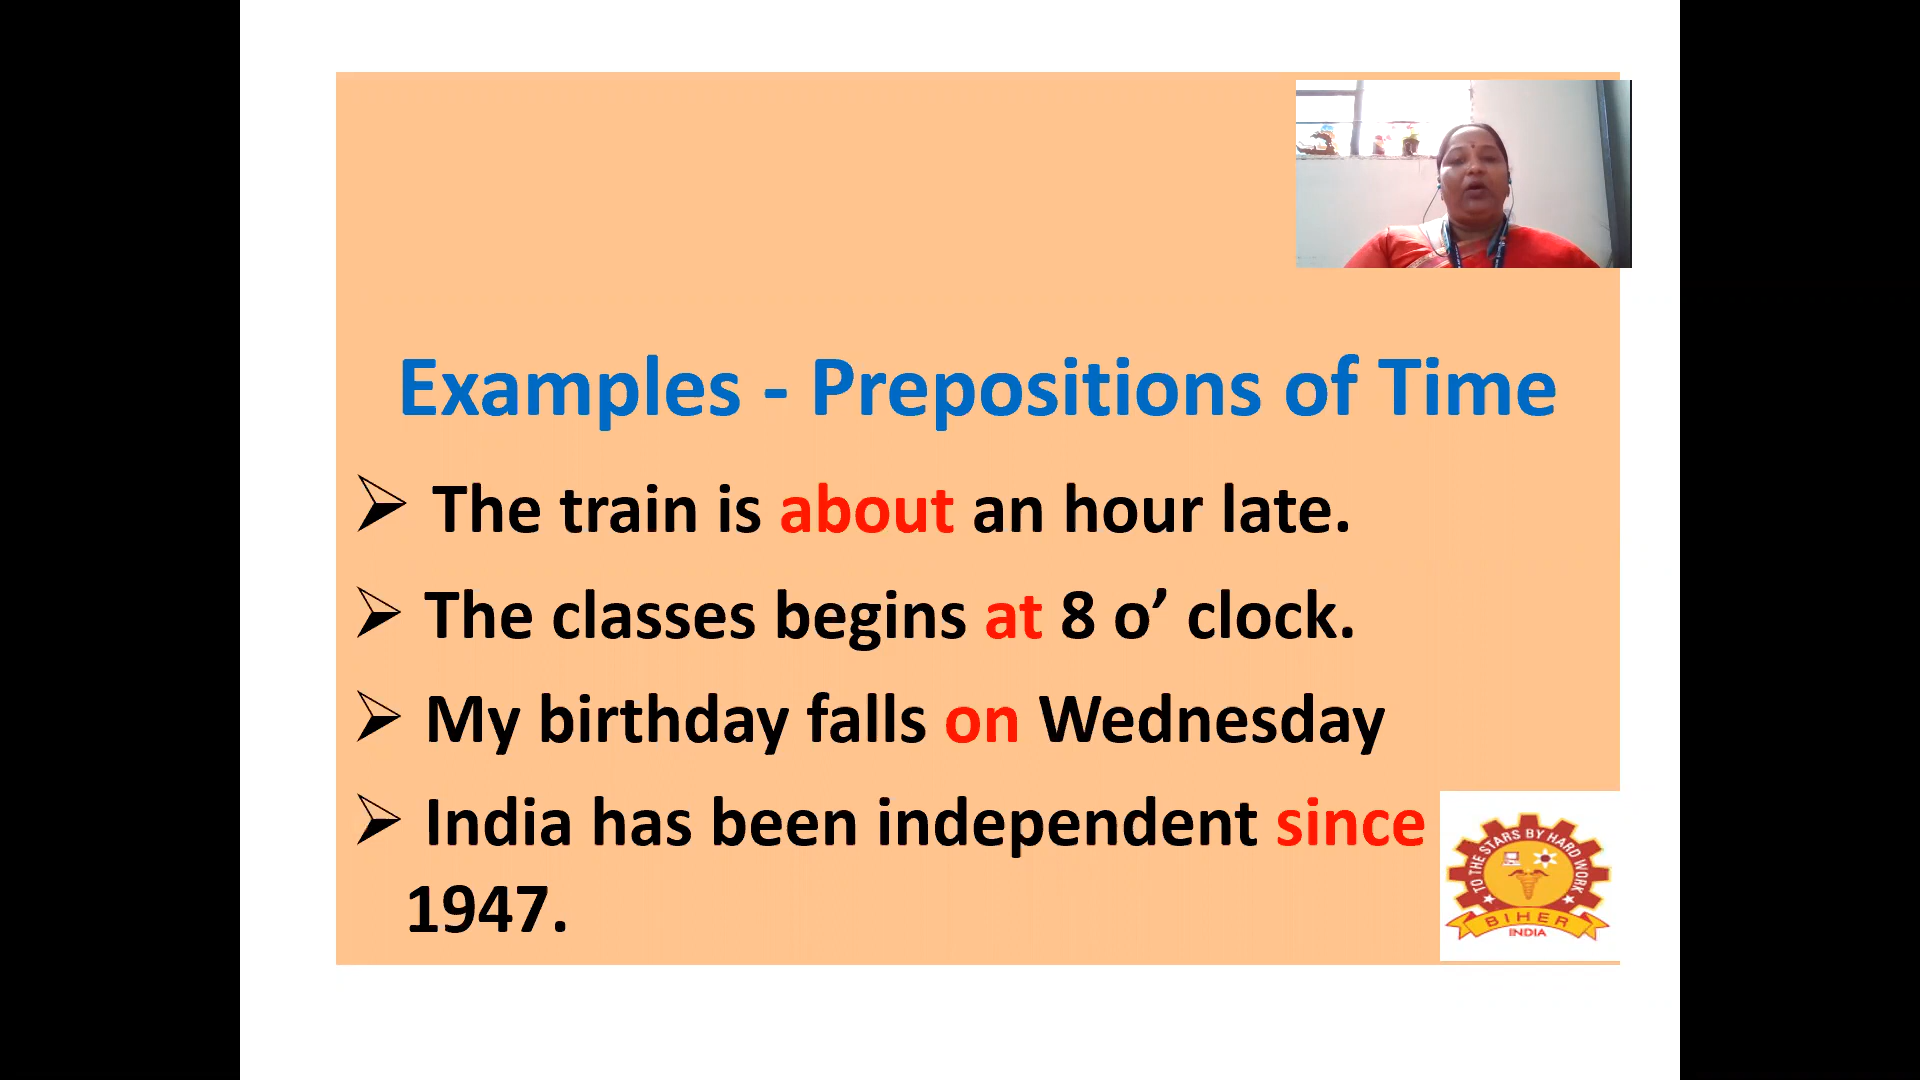 Examples - Prepositions of Time
➢ The train is about an hour late.
➢ The classes begins at 8 o’ clock.
➢ My birthday falls on Wednesday
➢ India has been independent since
1947.
TO THE STARS BY HARD WORK
BIHER
INDIA